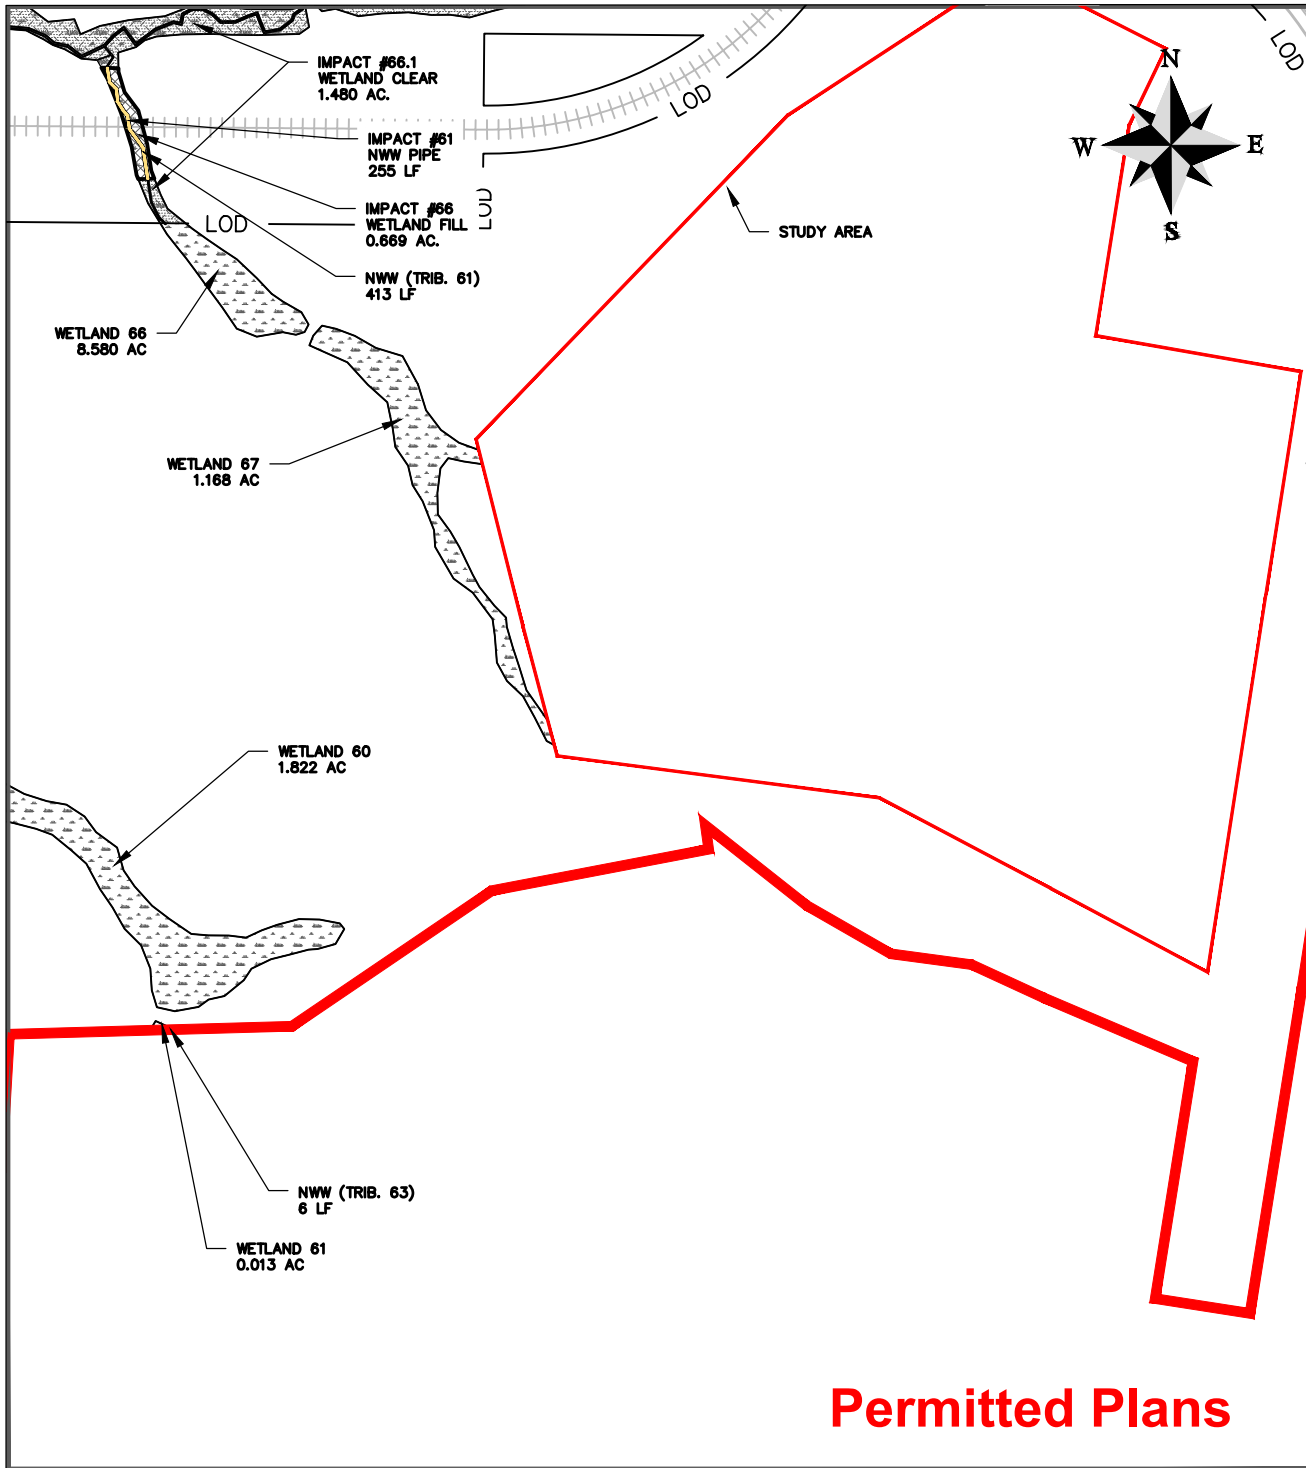 IMPACT #66.1
WETLAND CLEAR
1.480 AC.
LOD
LOD
N
W
E
S
IMPACT #61
NWW PIPE
255 LF
IMPACT #66
WETLAND FILL
0.669 AC.
LOD
LOD
STUDY AREA
NWW (TRIB. 61)
413 LF
WETLAND 66
8.580 AC
WETLAND 67
1.168 AC
WETLAND 60
1.822 AC
NWW (TRIB. 63)
6 LF
WETLAND 61
0.013 AC
Permitted Plans